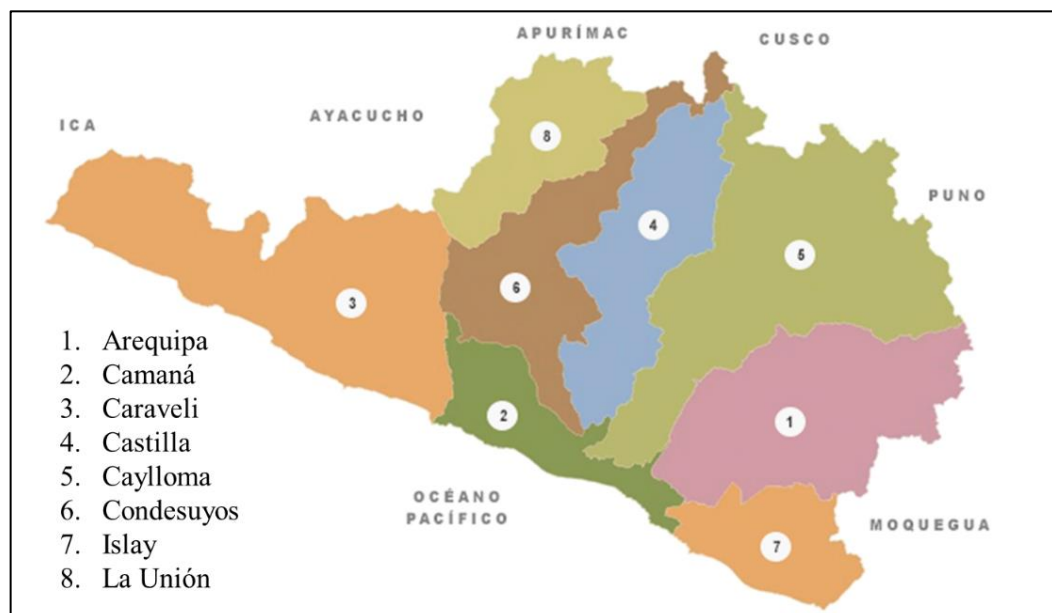 APURÍMAC
CUSCO
AYACUCHO
ICA
8
PUNO
4
5
6
3
1. Arequipa
2. Camaná
3. Caraveli
4. Castilla
5. Caylloma
6. Condesuyos
7. Islay
8. La Unión
2
1
OCÉANO
PACÍFICO
MOQUEGUA
7